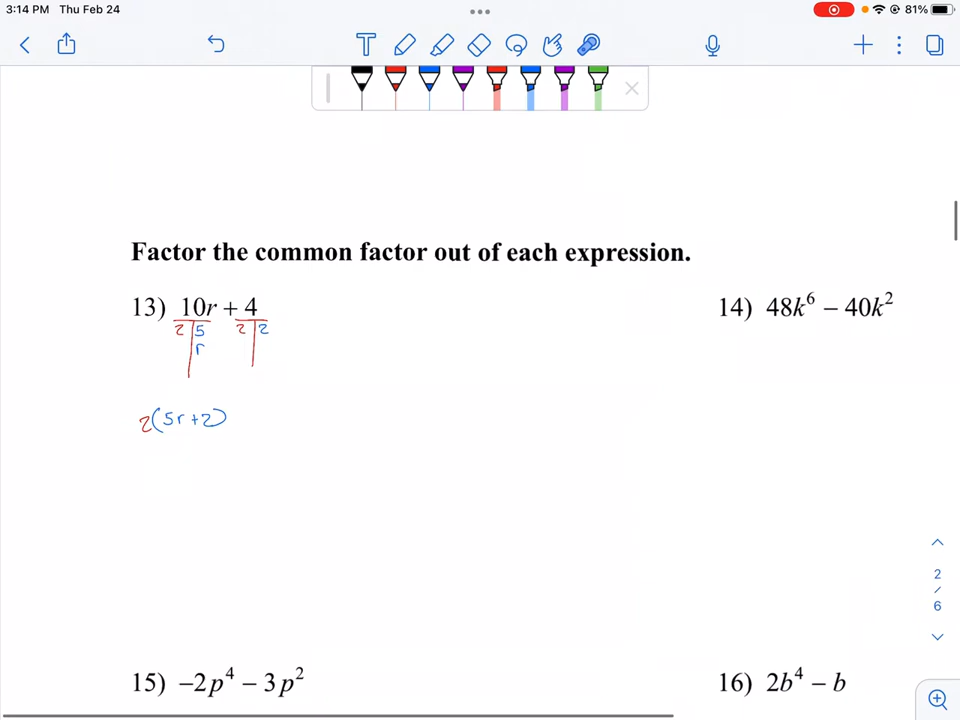 3:14 PM Thu Feb 24
81%
T
Factor the common factor out of each expression.
13) 10r + 4
2 5 2 2
r
2(5r+2)
14) 48k⁶ − 40k²
15) −2p⁴ − 3p²
16) 2b⁴ − b
2
/
6